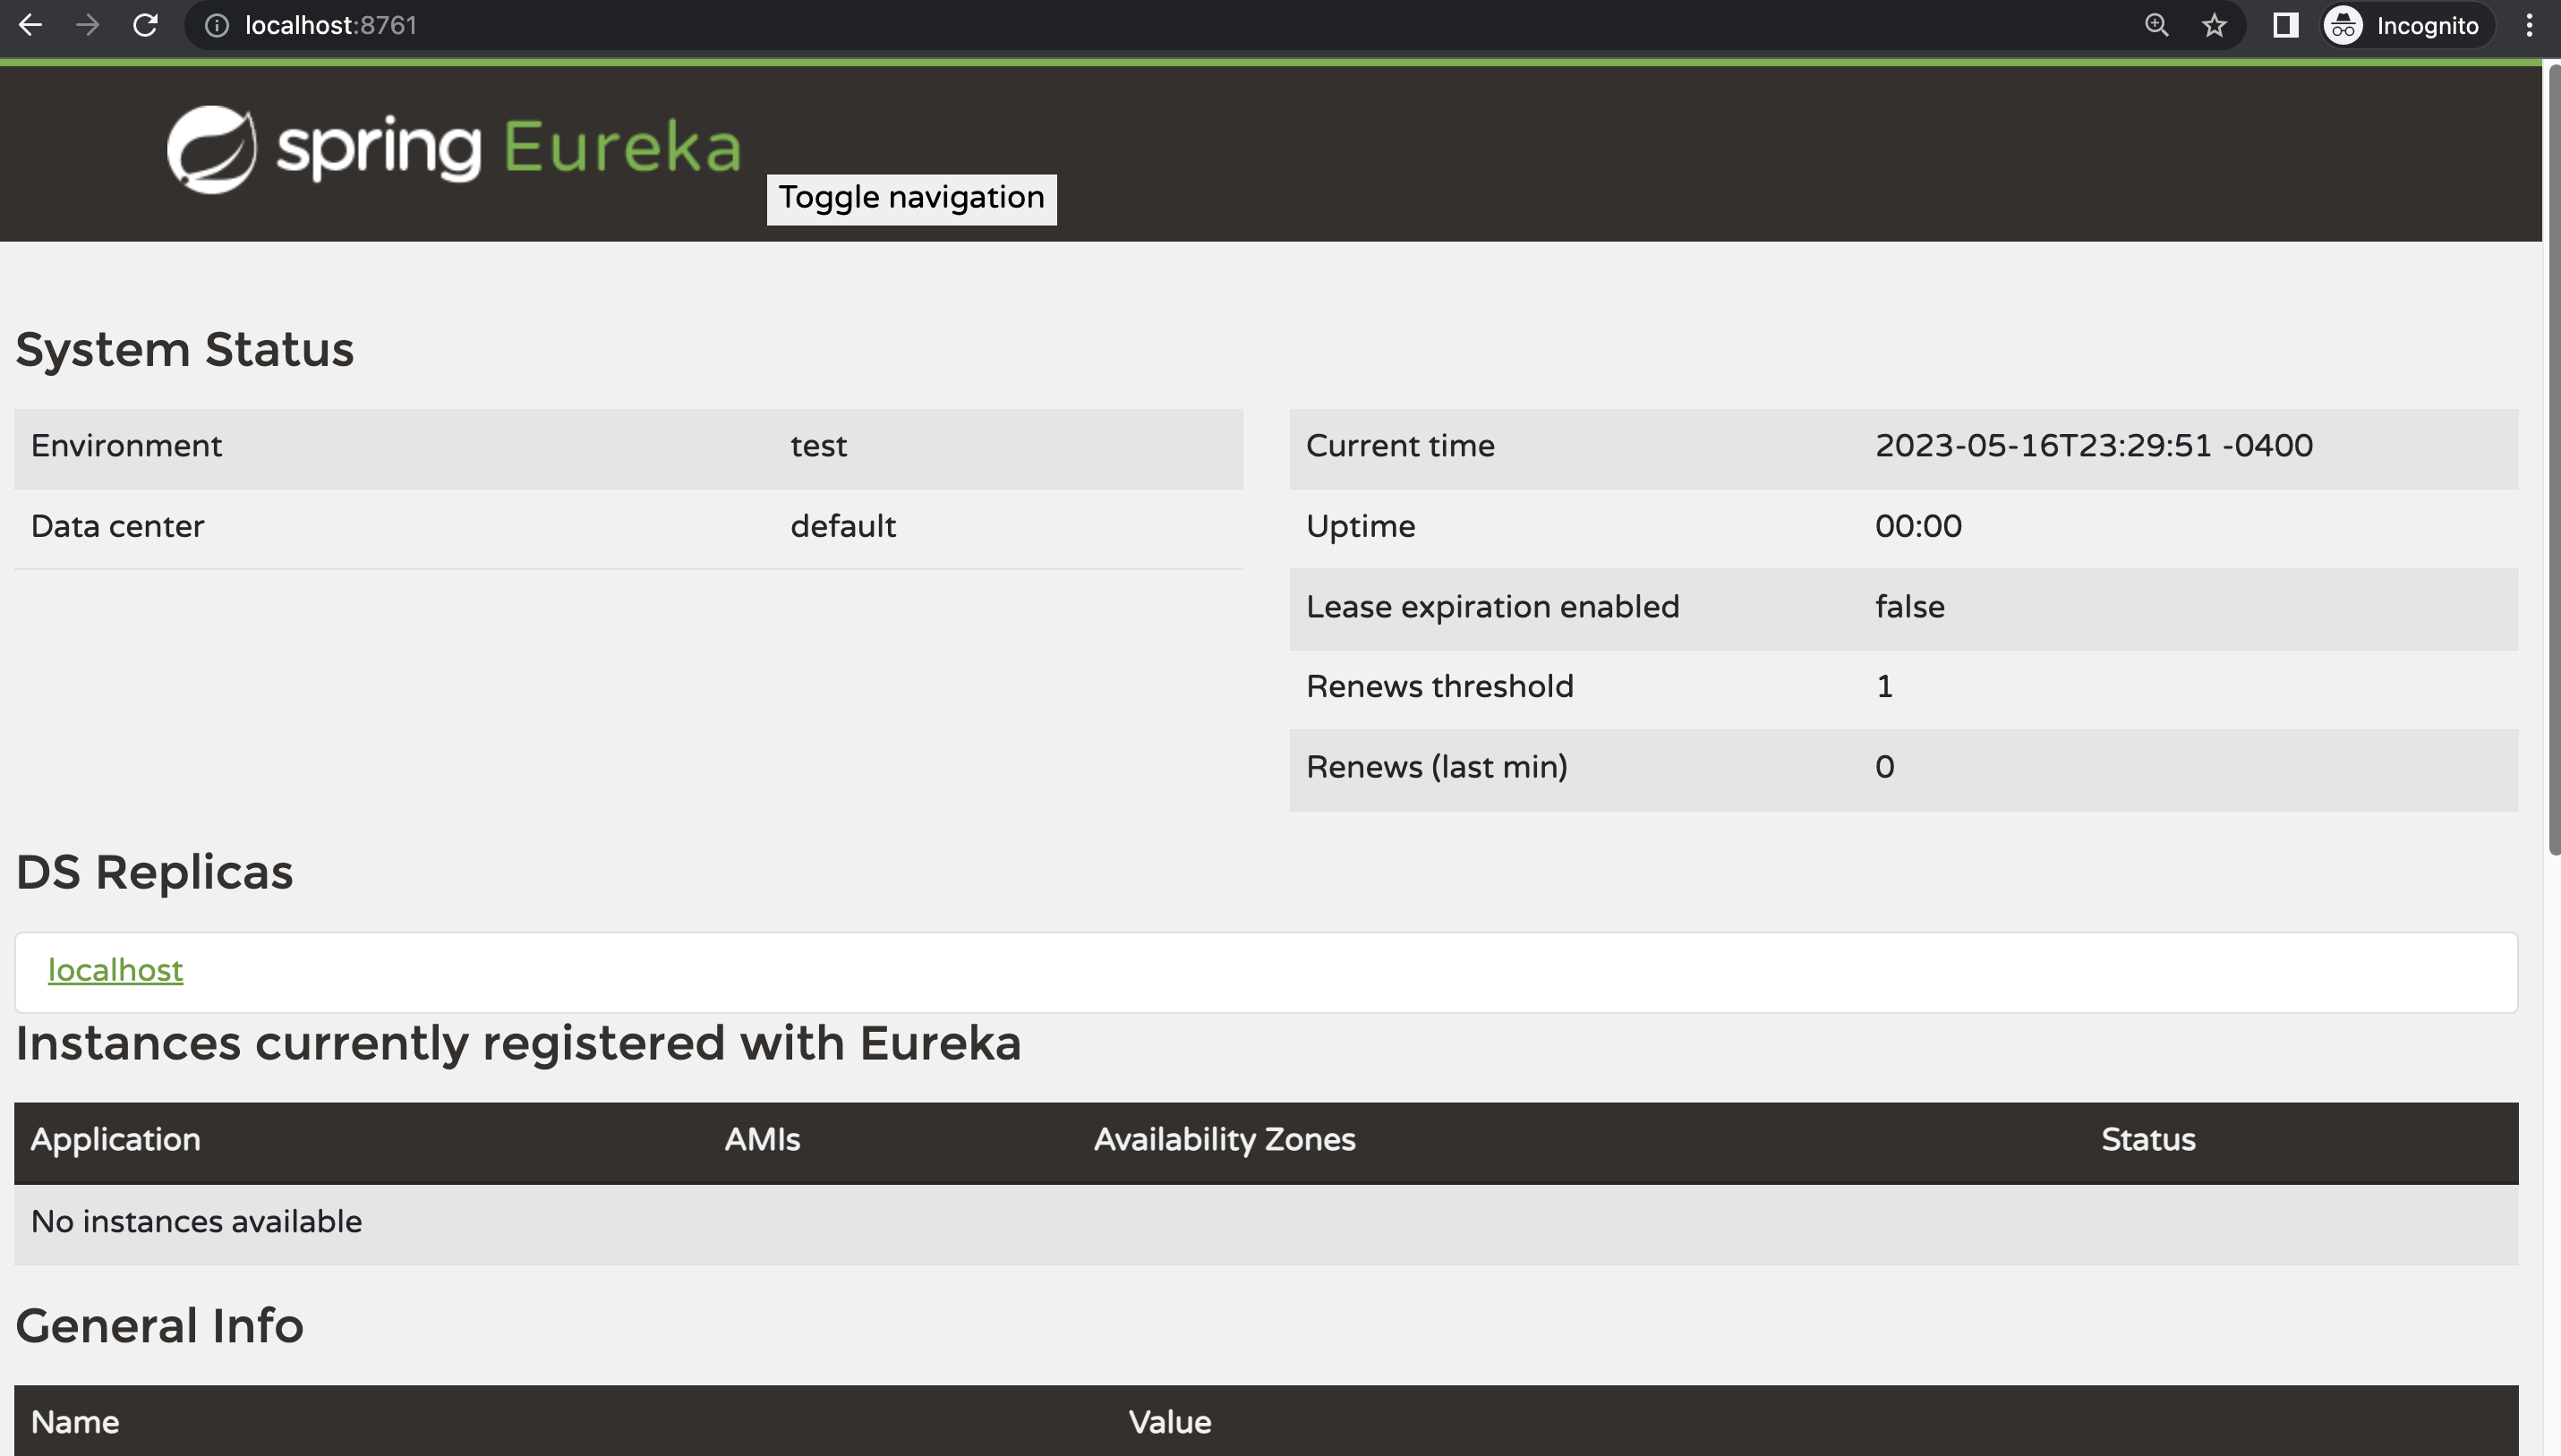 localhost:8761
Incognito
spring Eureka
Toggle navigation
System Status
Environment test
Data center default
Current time 2023-05-16T23:29:51 -0400
Uptime 00:00
Lease expiration enabled false
Renews threshold 1
Renews (last min) 0
DS Replicas
localhost
Instances currently registered with Eureka
Application AMIs Availability Zones Status
No instances available
General Info
Name Value